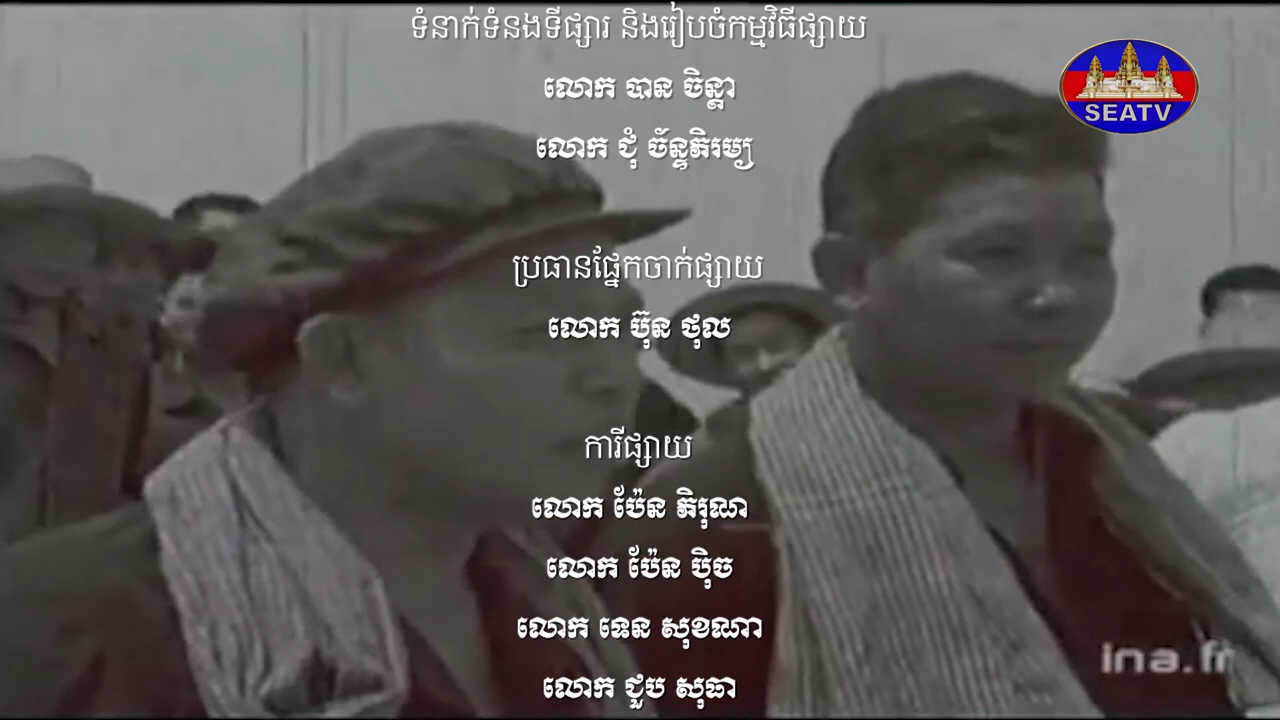 ទំនាក់ទំនងទីផ្សារ និងរៀបចំកម្មវិធីផ្សាយ
លោក បាន ចិន្តា
លោក ជុំ ច័ន្ទភិរម្យ
SEATV
ប្រធានផ្នែកចាក់ផ្សាយ
លោក ប៊ុន ថុល
ការីផ្សាយ
លោក ប៉ែន ភិរុណ
លោក ប៉ែន ប៉ិច
លោក ទេន សុខណា
លោក ជួប សុធា
ina.fr